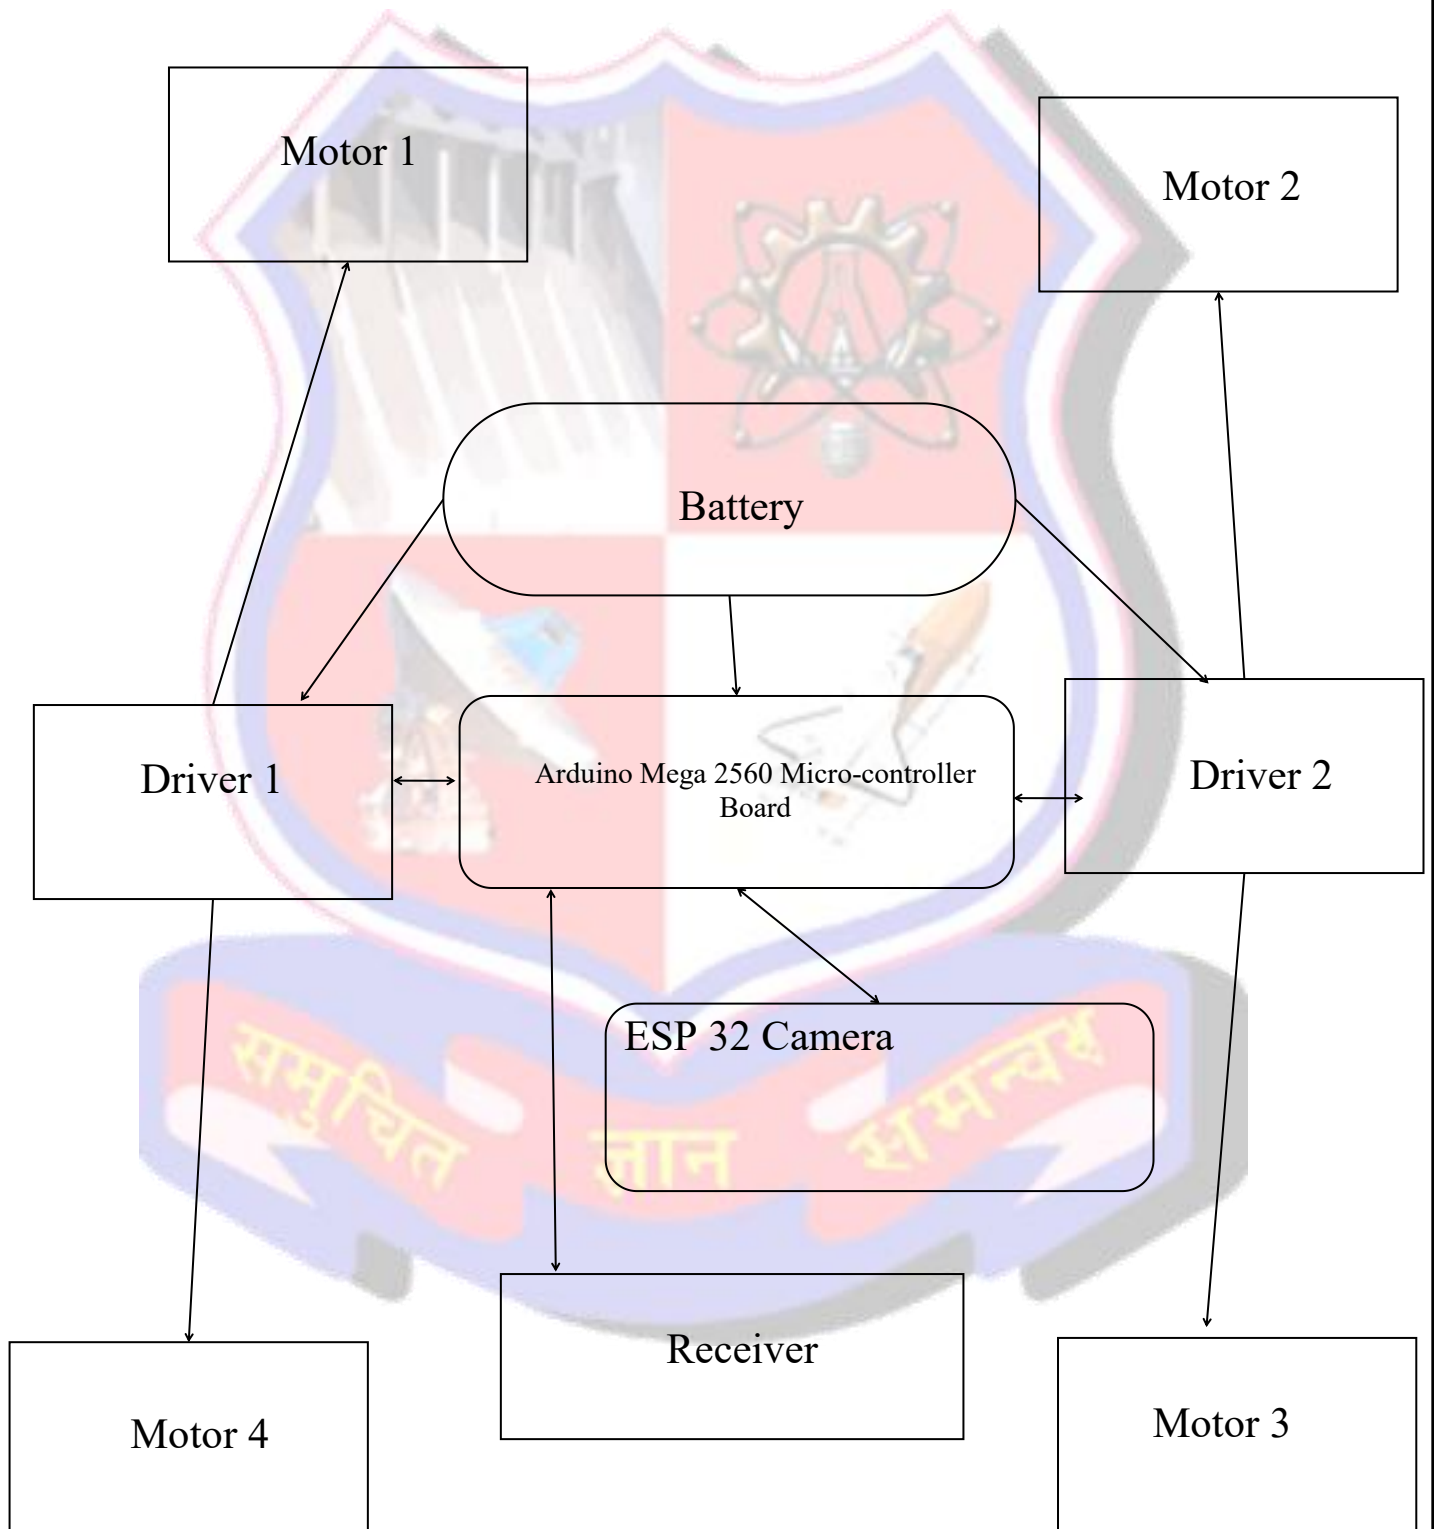 Motor 1
Motor 2
Battery
Driver 1
Arduino Mega 2560 Micro-controller
Board
Driver 2
ESP 32 Camera
समुचित
ज्ञान
समन्वय
Receiver
Motor 4
Motor 3